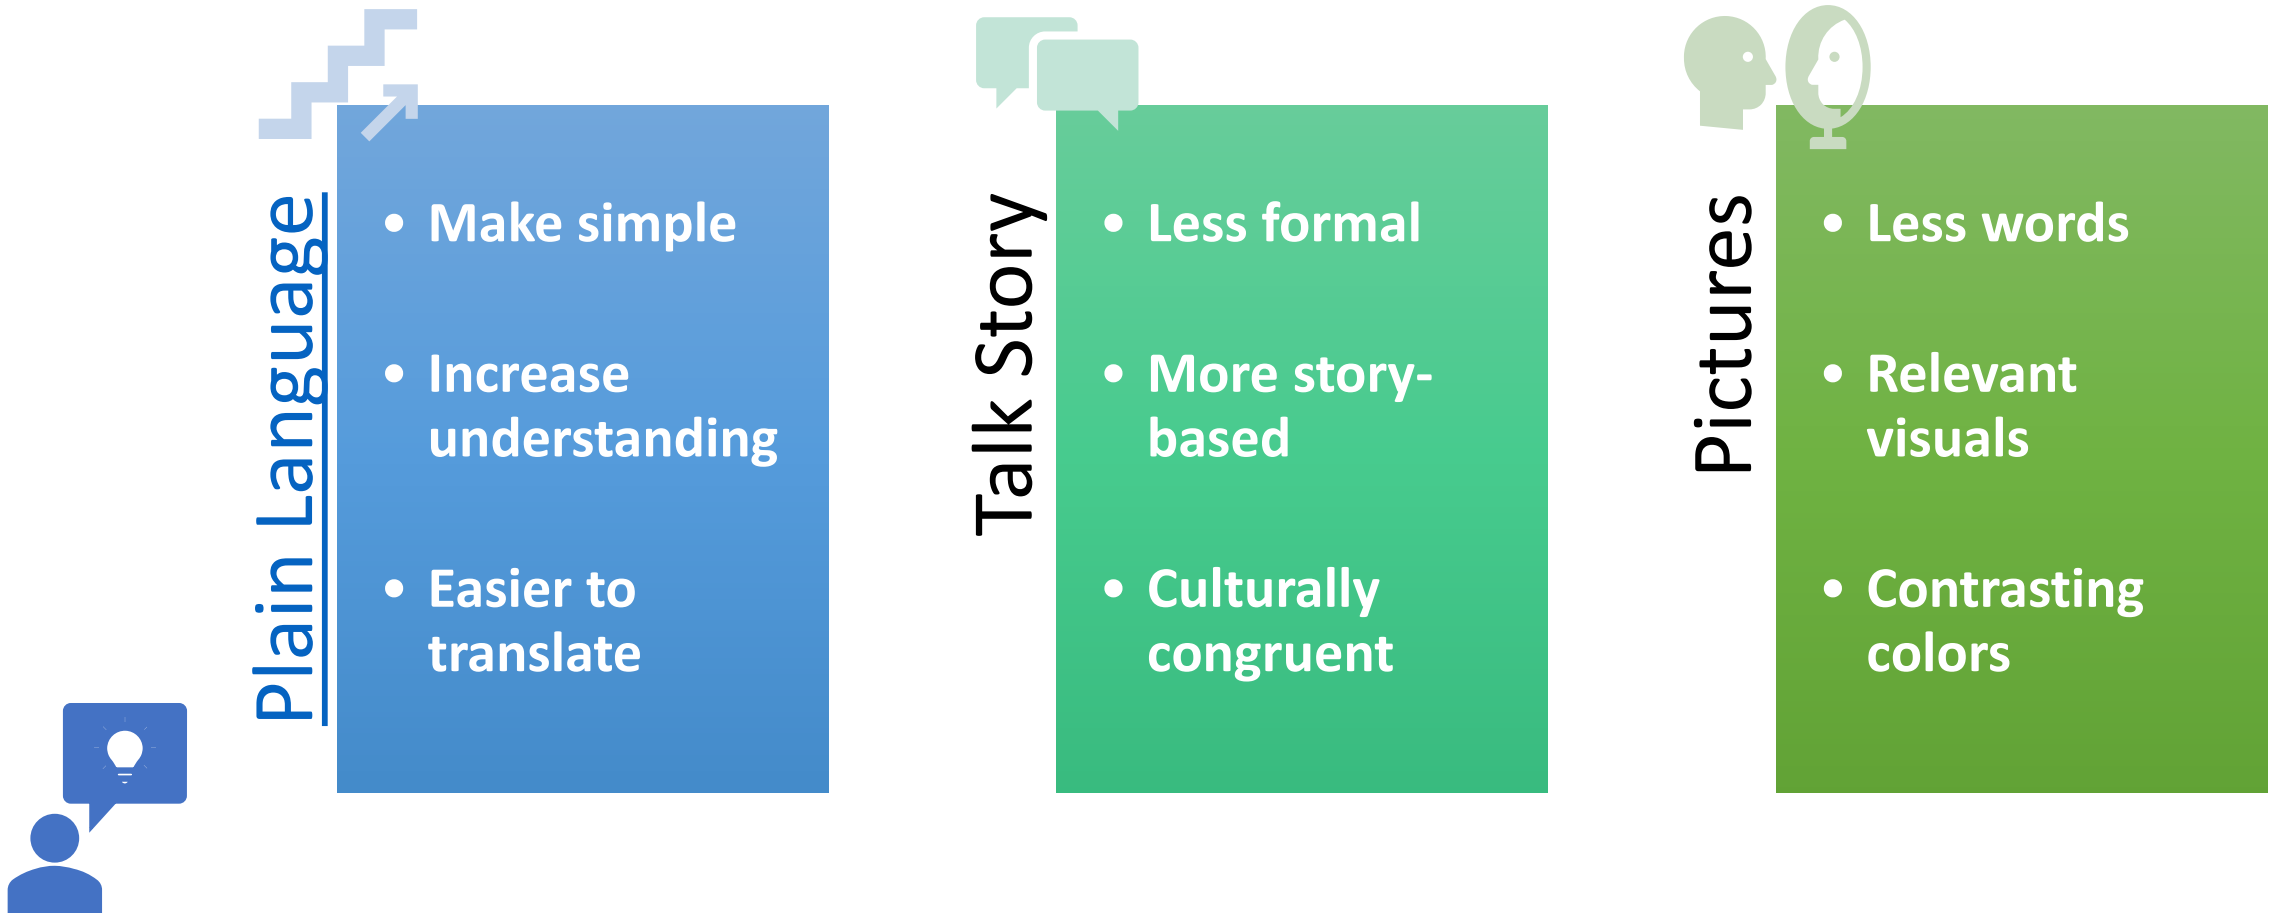 Plain Language
• Make simple
• Increase
understanding
• Easier to
translate
Talk Story
• Less formal
• More story-
based
• Culturally
congruent
Pictures
• Less words
• Relevant
visuals
• Contrasting
colors